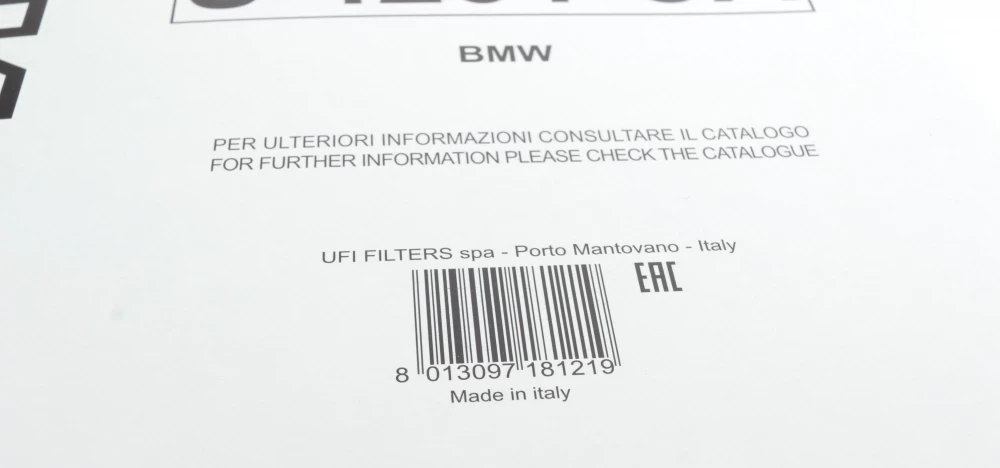 BMW
PER ULTERIORI INFORMAZIONI CONSULTARE IL CATALOGO
FOR FURTHER INFORMATION PLEASE CHECK THE CATALOGUE
UFI FILTERS spa - Porto Mantovano - Italy
EAC
8 013097 181219
Made in italy